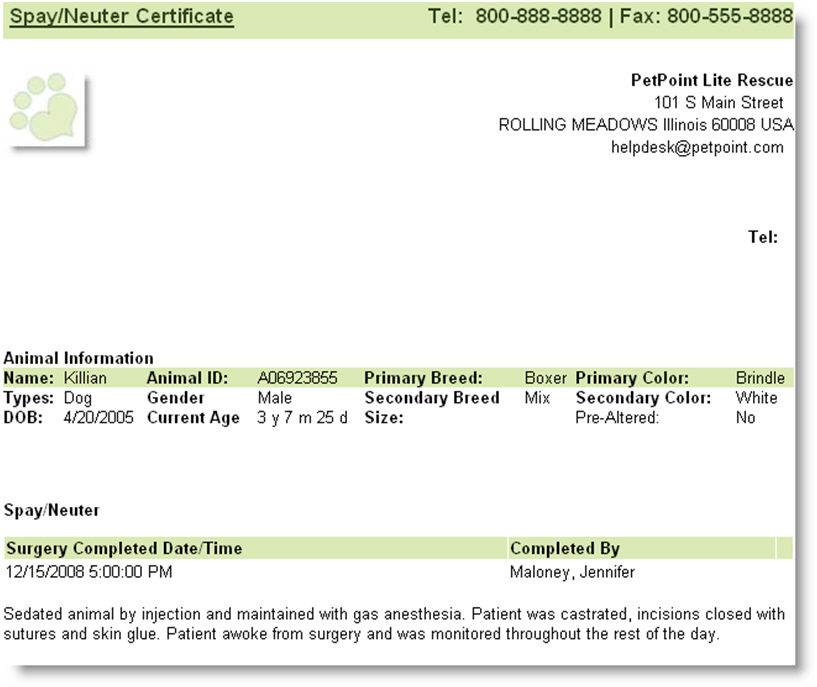 Spay/Neuter Certificate Tel: 800-888-8888 | Fax: 800-555-8888
PetPoint Lite Rescue
101 S Main Street
ROLLING MEADOWS Illinois 60008 USA
helpdesk@petpoint.com
Tel:
Animal Information
Name: Killian Animal ID: A06923855 Primary Breed: Boxer Primary Color: Brindle
Types: Dog Gender Male Secondary Breed Mix Secondary Color: White
DOB: 4/20/2005 Current Age 3 y 7 m 25 d Size: Pre-Altered: No
Spay/Neuter
Surgery Completed Date/Time Completed By
12/15/2008 5:00:00 PM Maloney, Jennifer
Sedated animal by injection and maintained with gas anesthesia. Patient was castrated, incisions closed with
sutures and skin glue. Patient awoke from surgery and was monitored throughout the rest of the day.